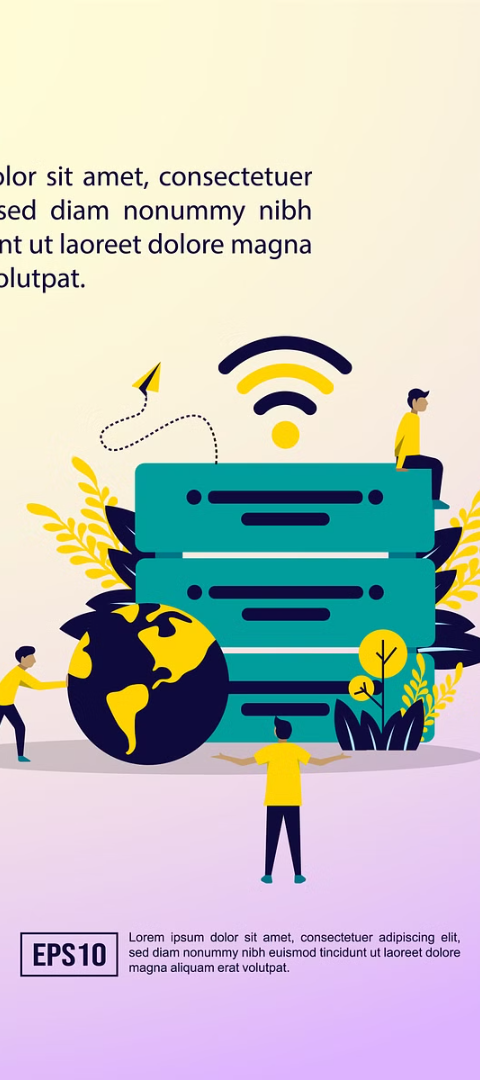 olor sit amet, consectetuer
sed diam nonummy nibh
nt ut laoreet dolore magna
olutpat.
EPS10
Lorem ipsum dolor sit amet, consectetuer adipiscing elit,
sed diam nonummy nibh euismod tincidunt ut laoreet dolore
magna aliquam erat volutpat.